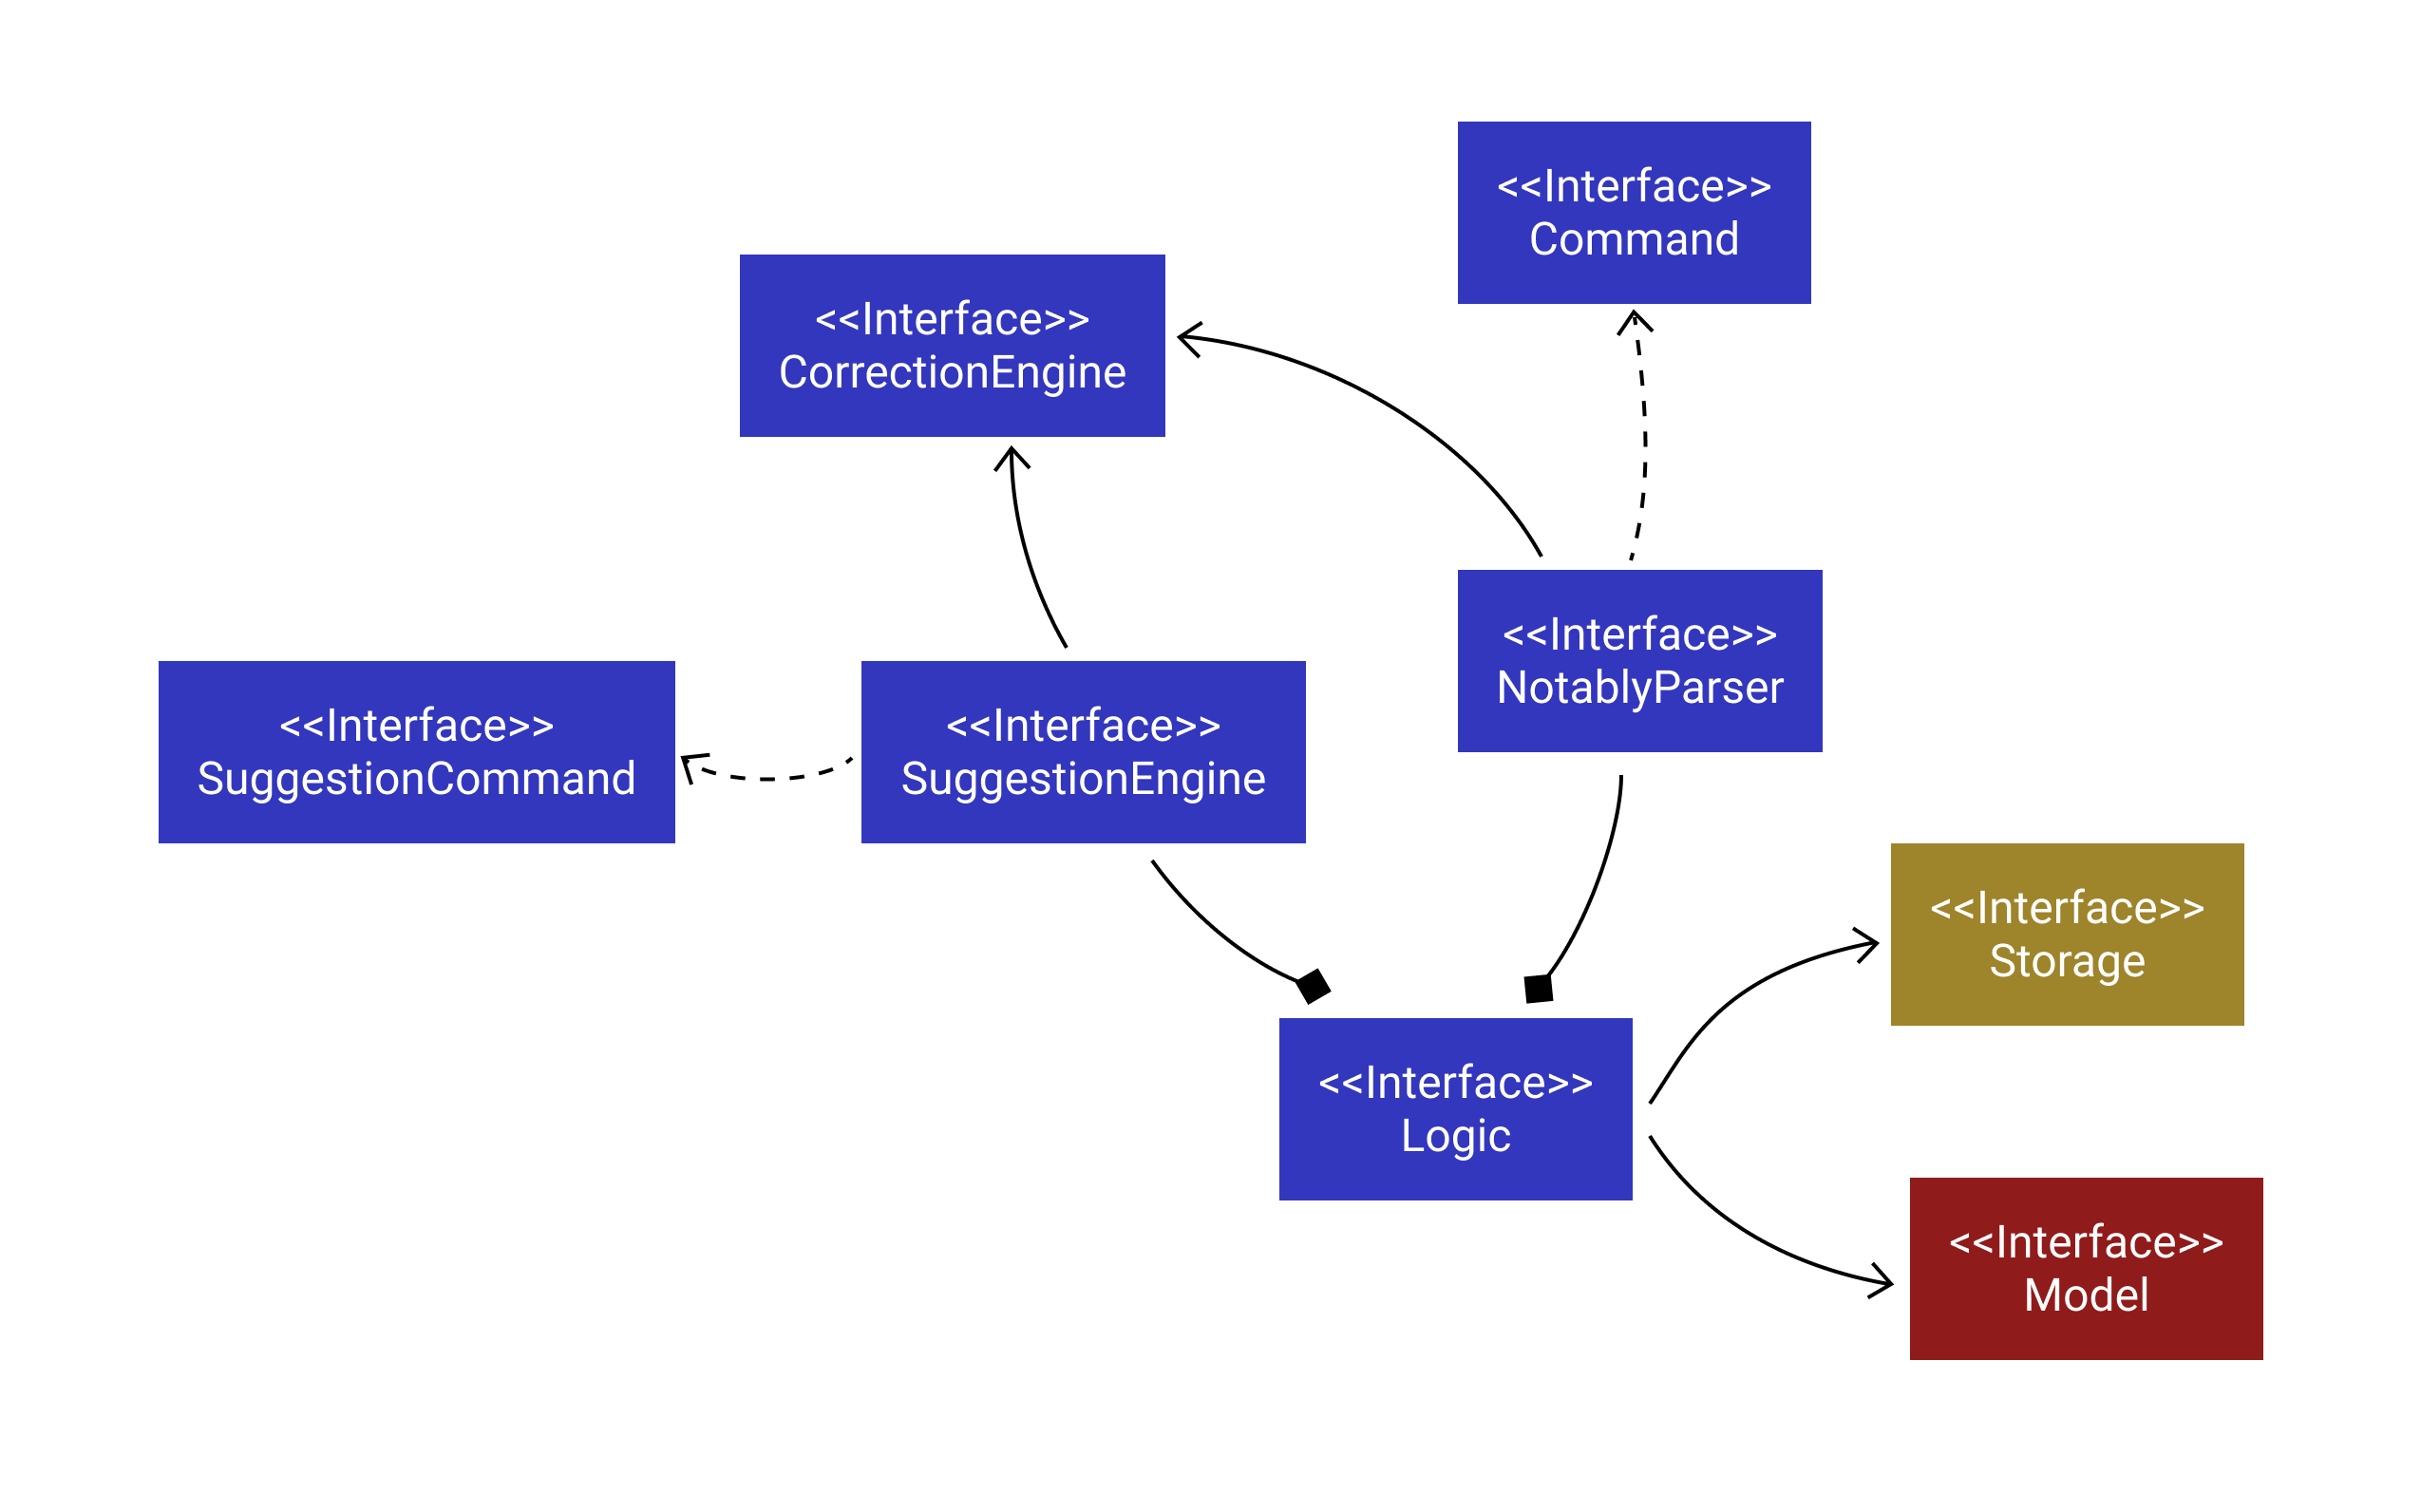 <<Interface>>
Command
<<Interface>>
CorrectionEngine
<<Interface>>
NotablyParser
<<Interface>>
SuggestionCommand
<<Interface>>
SuggestionEngine
<<Interface>>
Storage
<<Interface>>
Logic
<<Interface>>
Model